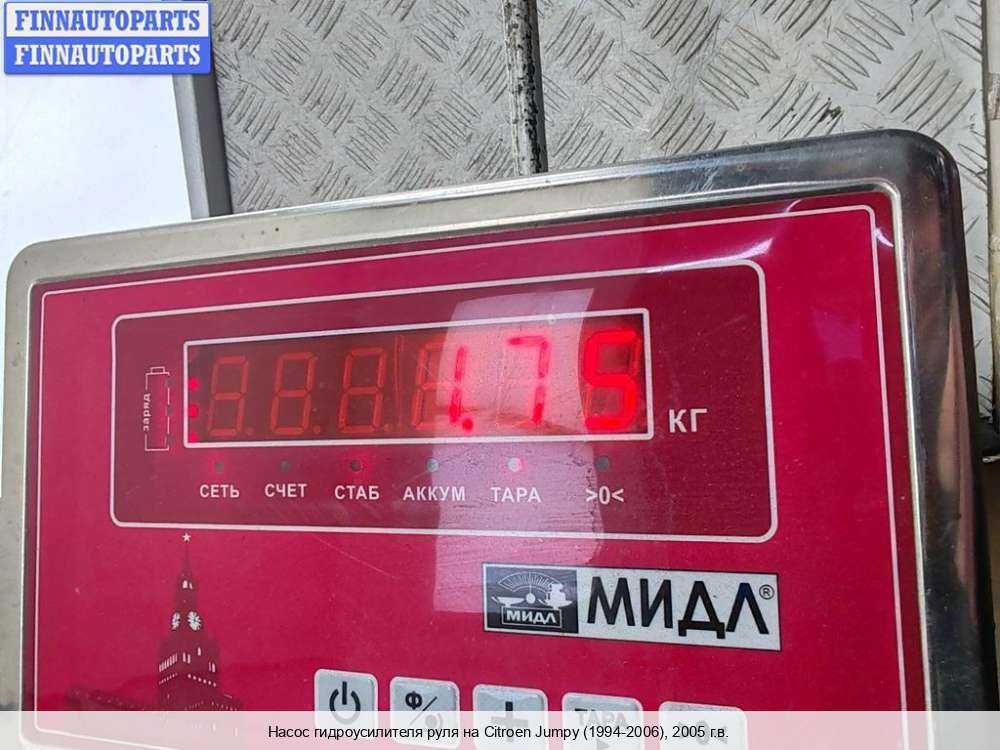 FINNAUTOPARTS
FINNAUTOPARTS
заряд
1.75
КГ
СЕТЬ СЧЕТ СТАБ АККУМ ТАРА >0<
МИДЛ
МИДЛ®
Ф/
+
ТАРА
>0<
Насос гидроусилителя руля на Citroen Jumpy (1994-2006), 2005 г.в.